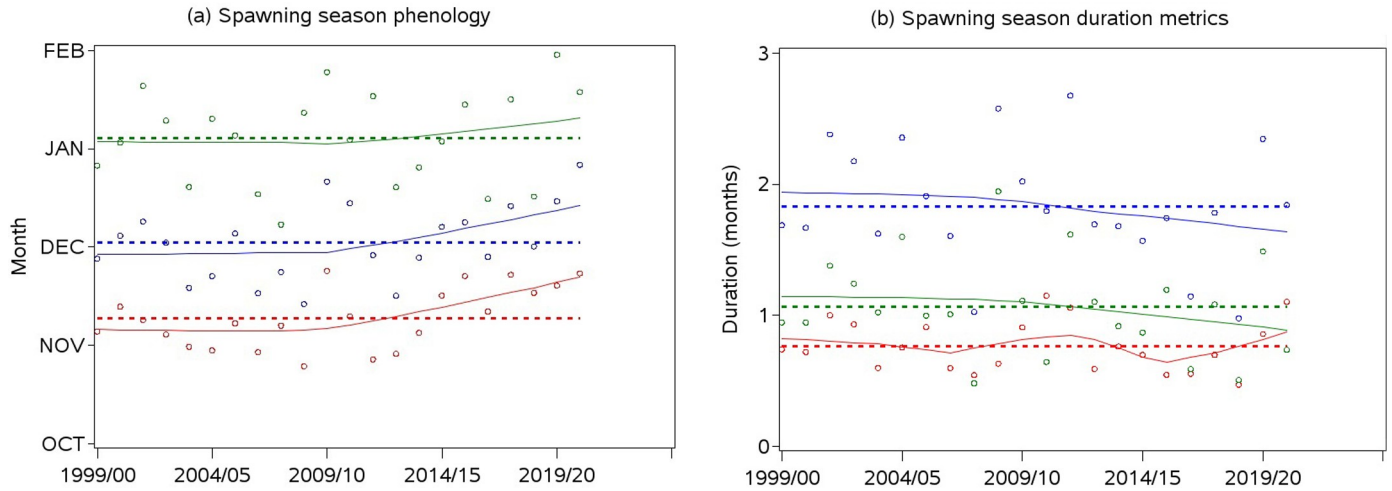 (a) Spawning season phenology
FEB
JAN
DEC
NOV
OCT
Month
1999/00 2004/05 2009/10 2014/15 2019/20
(b) Spawning season duration metrics
3
2
1
0
Duration (months)
1999/00 2004/05 2009/10 2014/15 2019/20